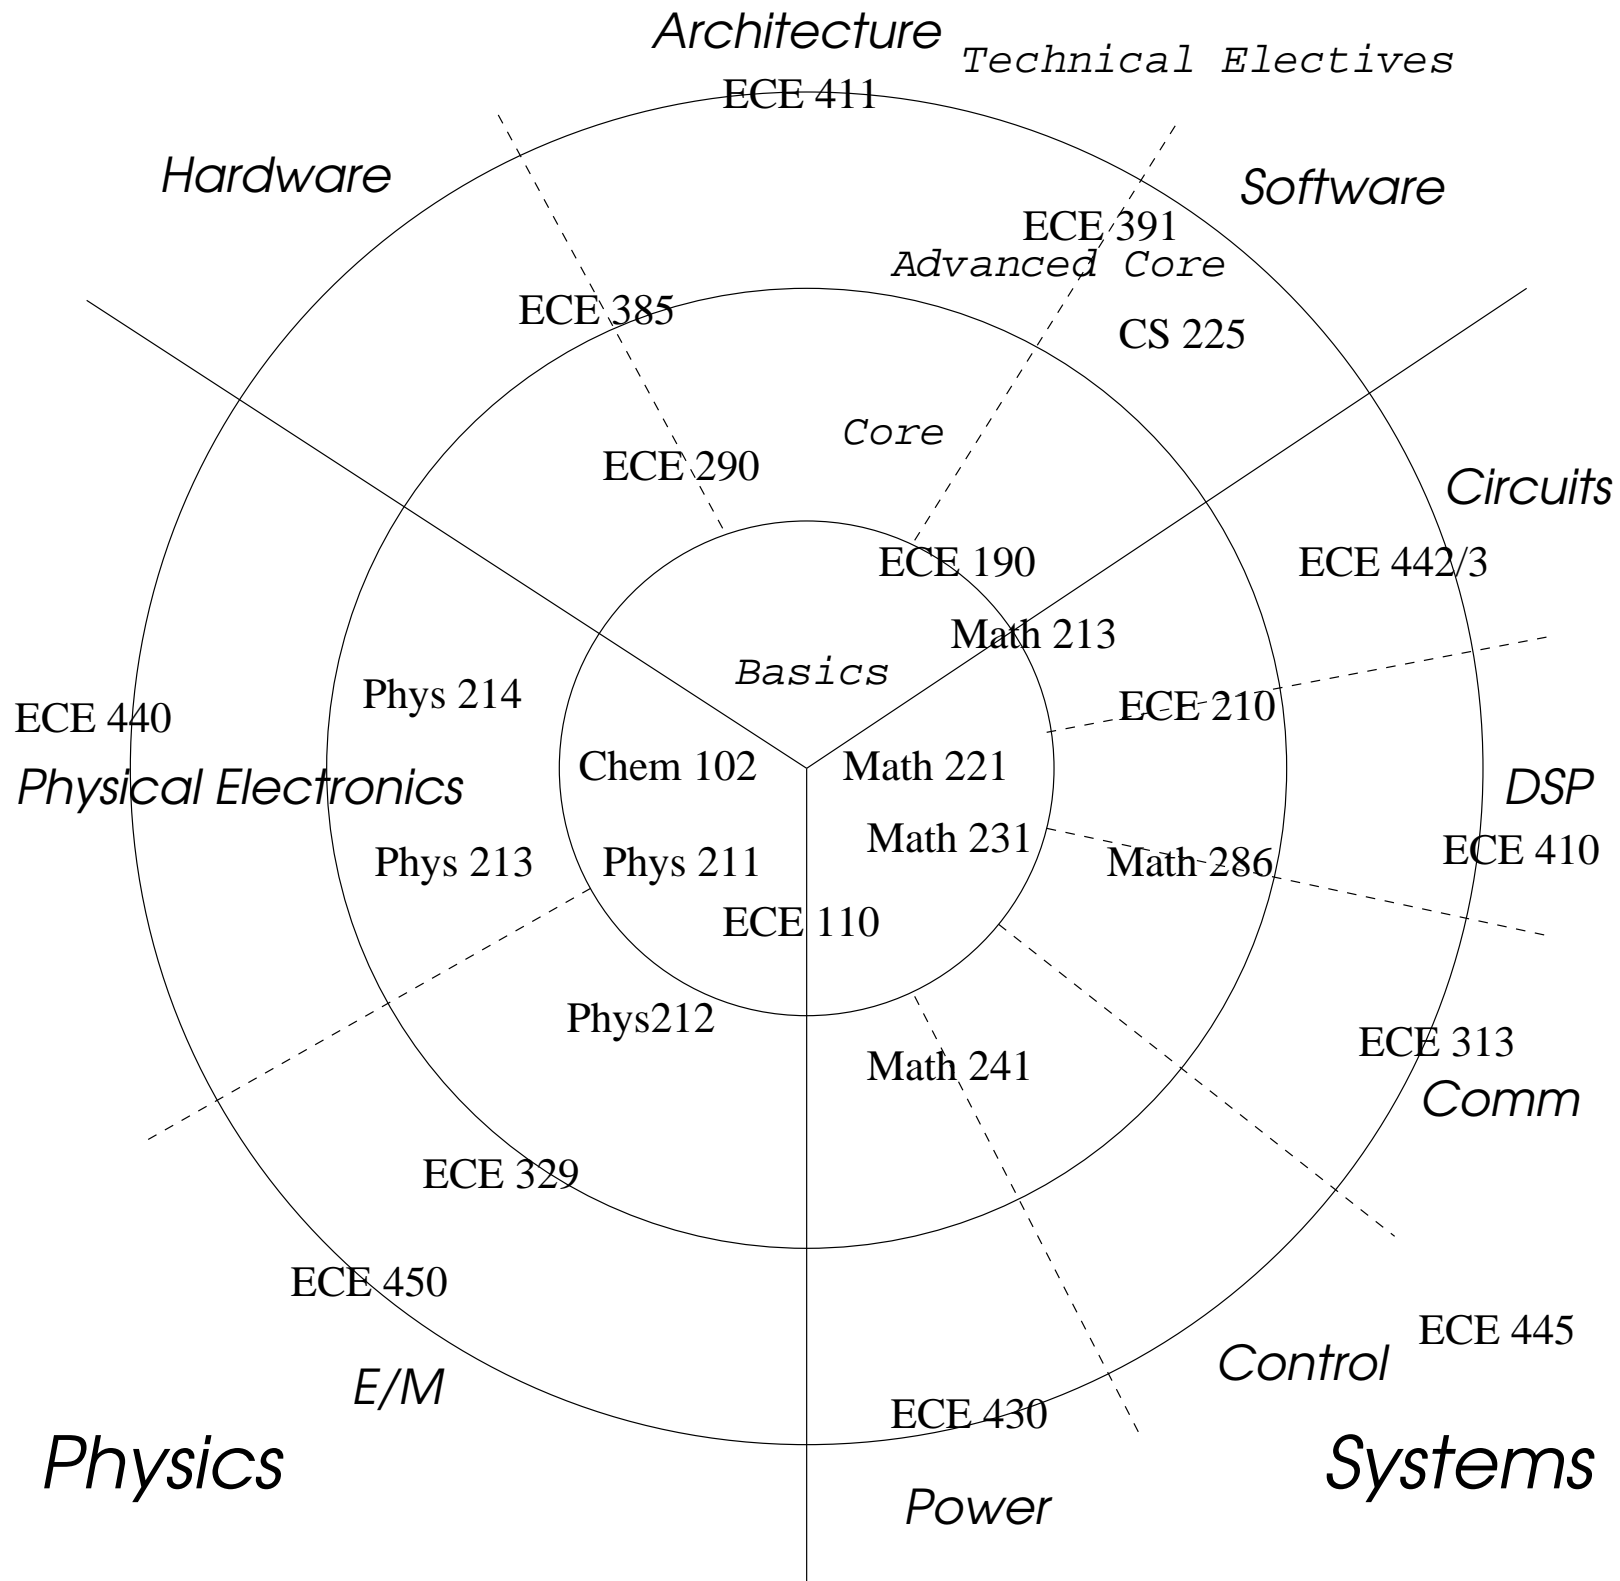 Architecture
Technical Electives
ECE 411
Hardware
Software
ECE 391
Advanced Core
ECE 385
CS 225
Core
ECE 290
Circuits
ECE 190
ECE 442/3
Math 213
Basics
Phys 214
ECE 210
ECE 440
Chem 102
Math 221
Physical Electronics
DSP
Math 231
ECE 410
Phys 213
Phys 211
Math 286
ECE 110
Phys212
ECE 313
Math 241
Comm
ECE 329
ECE 450
ECE 445
Control
E/M
ECE 430
Physics
Systems
Power